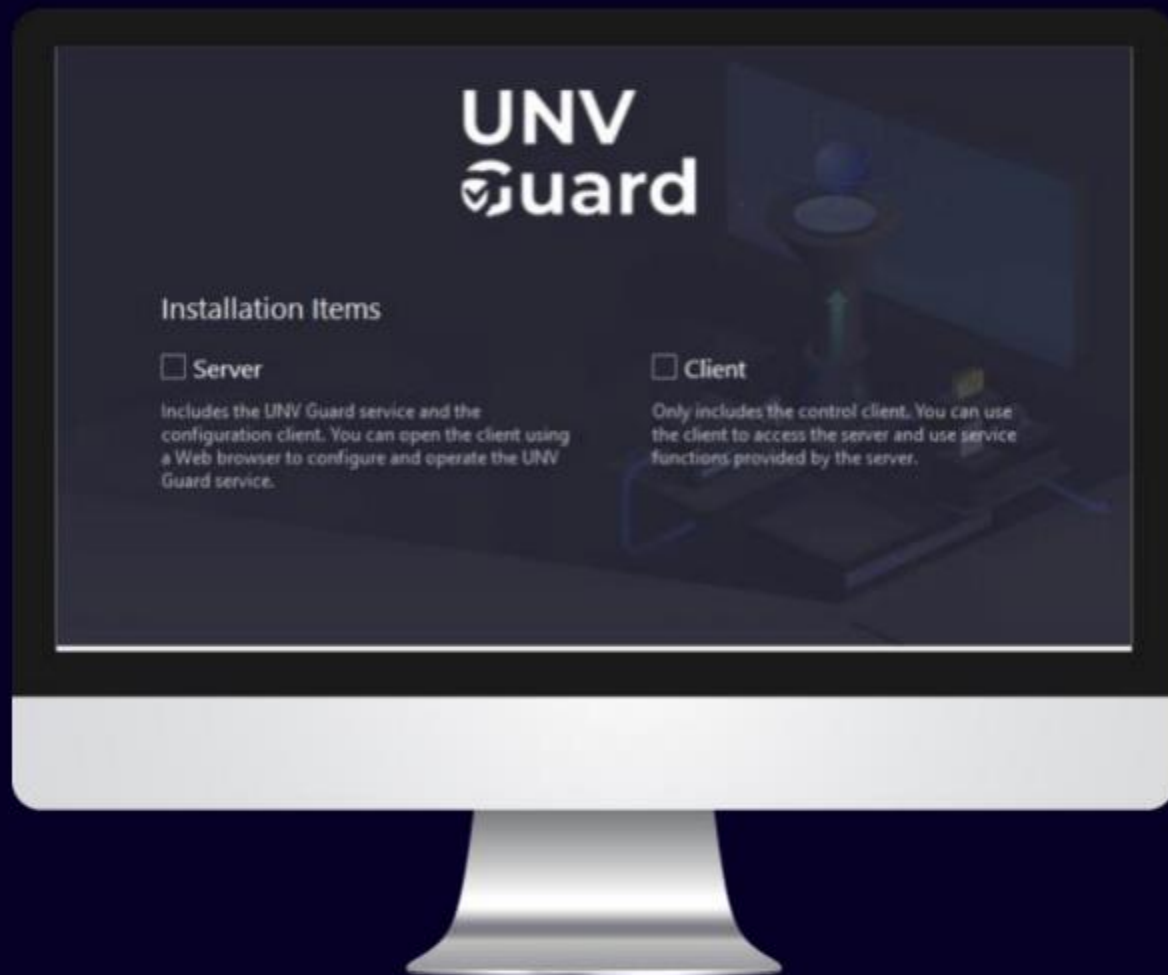 UNV
Guard
Installation Items
Server
Includes the UNV Guard service and the
configuration client. You can open the client using
a Web browser to configure and operate the UNV
Guard service.
Client
Only includes the control client. You can use
the client to access the server and use service
functions provided by the server.